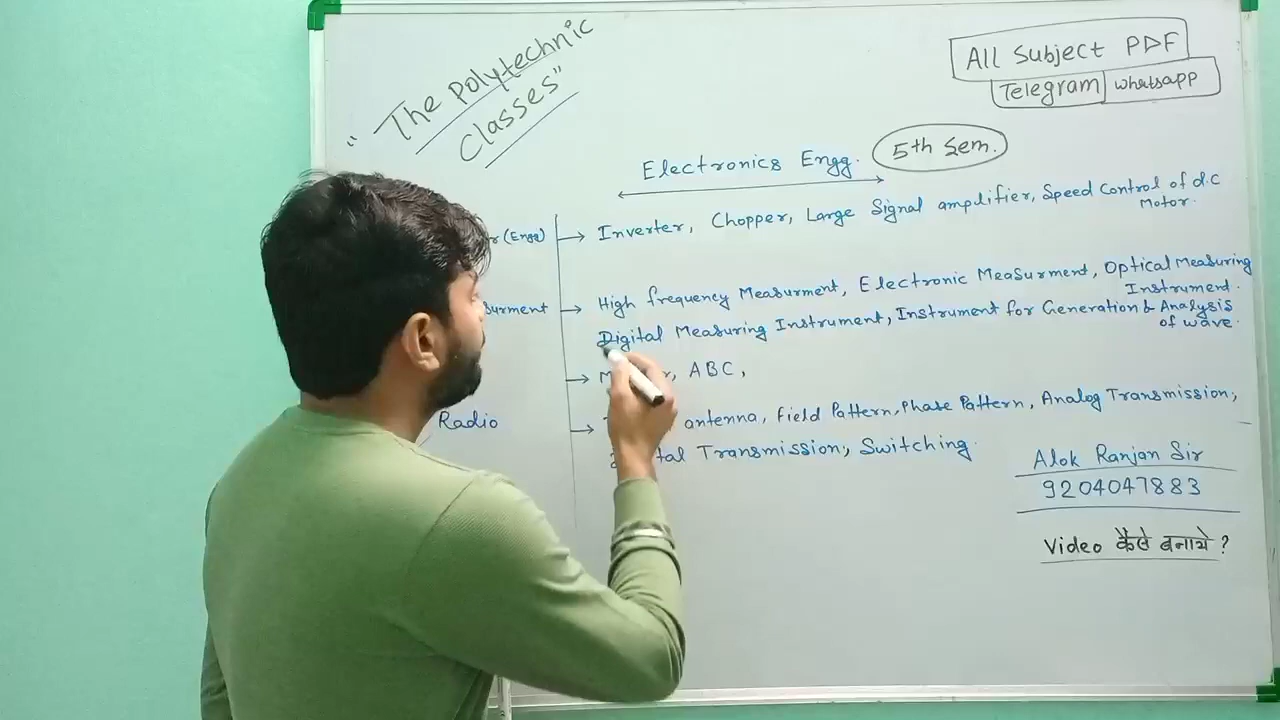 "The Polytechnic
Classes"
All Subject PDF
Telegram whatsapp
Electronics Engg. 5th Sem.
(Engg) → Inverter, Chopper, Large Signal amplifier, Speed Control of d.c
Motor.
→ High frequency Measurment, Electronic Measurment, Optical Measuring
Instrument.
Digital Measuring Instrument, Instrument for Generation & Analysis
of wave.
→ ABC,
Radio → antenna, Field Pattern, Phase Pattern, Analog Transmission,
Transmission, Switching
Alok Ranjan Sir
9204047883
Video कैसे बनाये ?